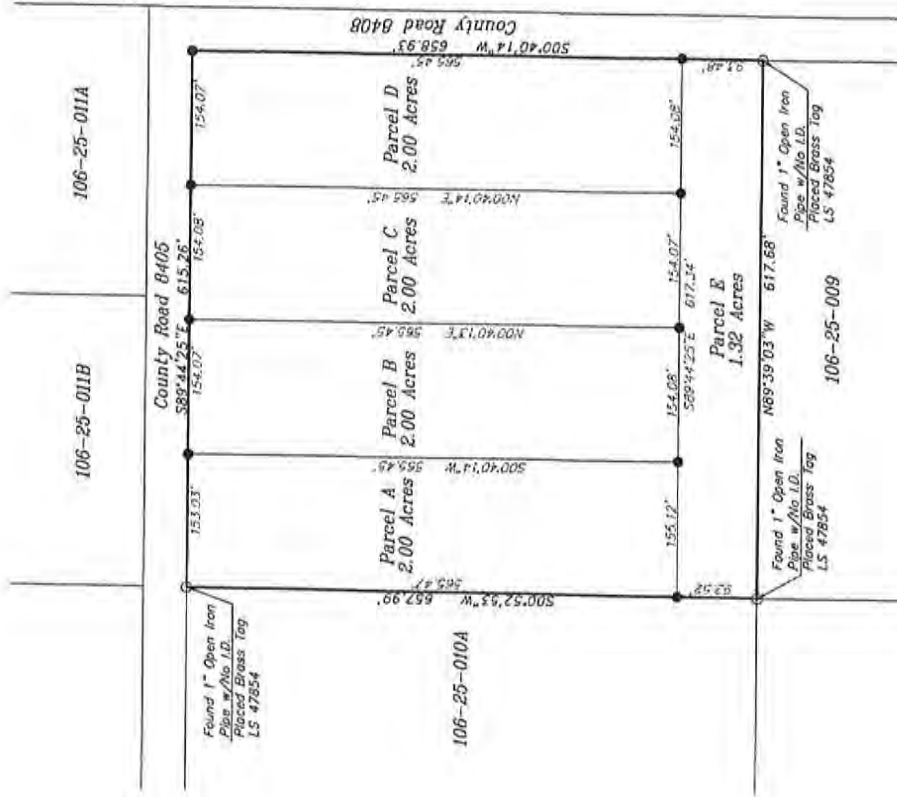 106-25-011B
106-25-011A
County Road 8405
S89°44'25"E 615.26'
153.03'
154.07'
154.08'
154.07'
County Road 8408
S00°40'14"W 658.93'
565.45'
93.48'
Found 1" Open Iron
Pipe w/No I.D.
Placed Brass Tag
LS 47854
S00°52'53"W 657.99'
565.47'
92.52'
106-25-010A
Parcel A
2.00 Acres
S00°40'14"W 565.45'
Parcel B
2.00 Acres
N00°40'13"E 565.45'
Parcel C
2.00 Acres
N00°40'14"E 565.45'
Parcel D
2.00 Acres
155.12'
154.08'
154.07'
154.08'
S89°44'25"E 617.34'
Parcel E
1.32 Acres
N89°39'03"W 617.68'
Found 1" Open Iron
Pipe w/No I.D.
Placed Brass Tag
LS 47854
Found 1" Open Iron
Pipe w/No I.D.
Placed Brass Tag
LS 47854
106-25-009